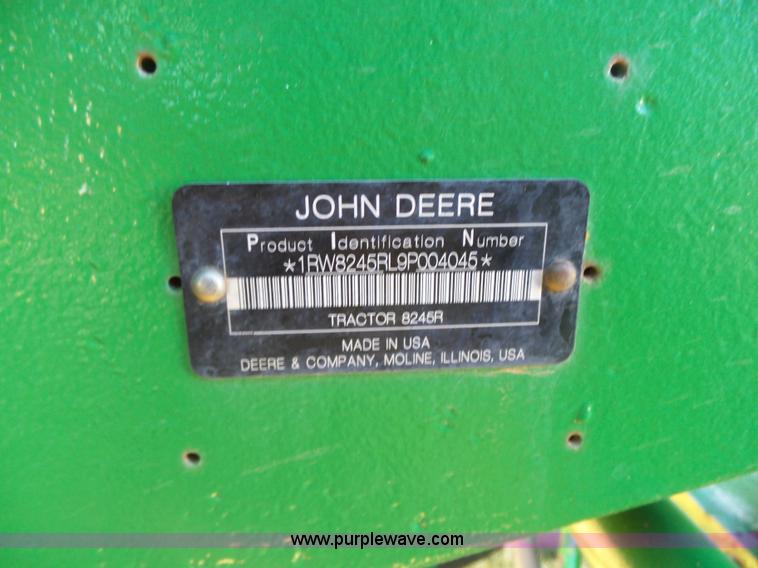 JOHN DEERE
Product Identification Number
*1RW8245RL9P004045*
TRACTOR 8245R
MADE IN USA
DEERE & COMPANY, MOLINE, ILLINOIS, USA
www.purplewave.com